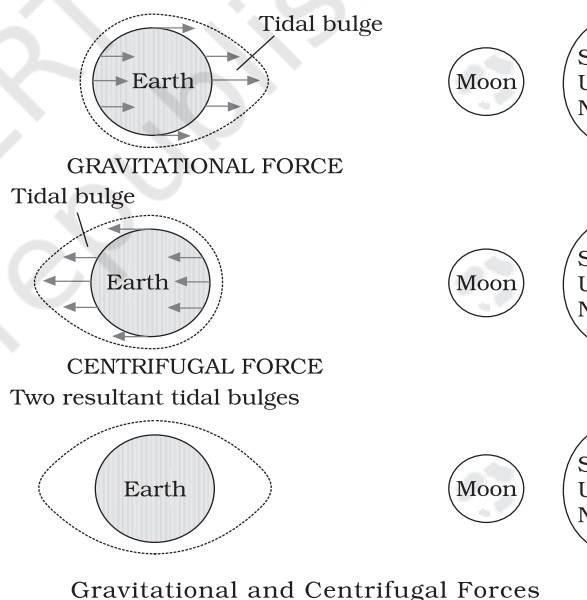 Tidal bulge
Earth
Moon
S
U
N
GRAVITATIONAL FORCE
Tidal bulge
Earth
Moon
S
U
N
CENTRIFUGAL FORCE
Two resultant tidal bulges
Earth
Moon
S
U
N
Gravitational and Centrifugal Forces